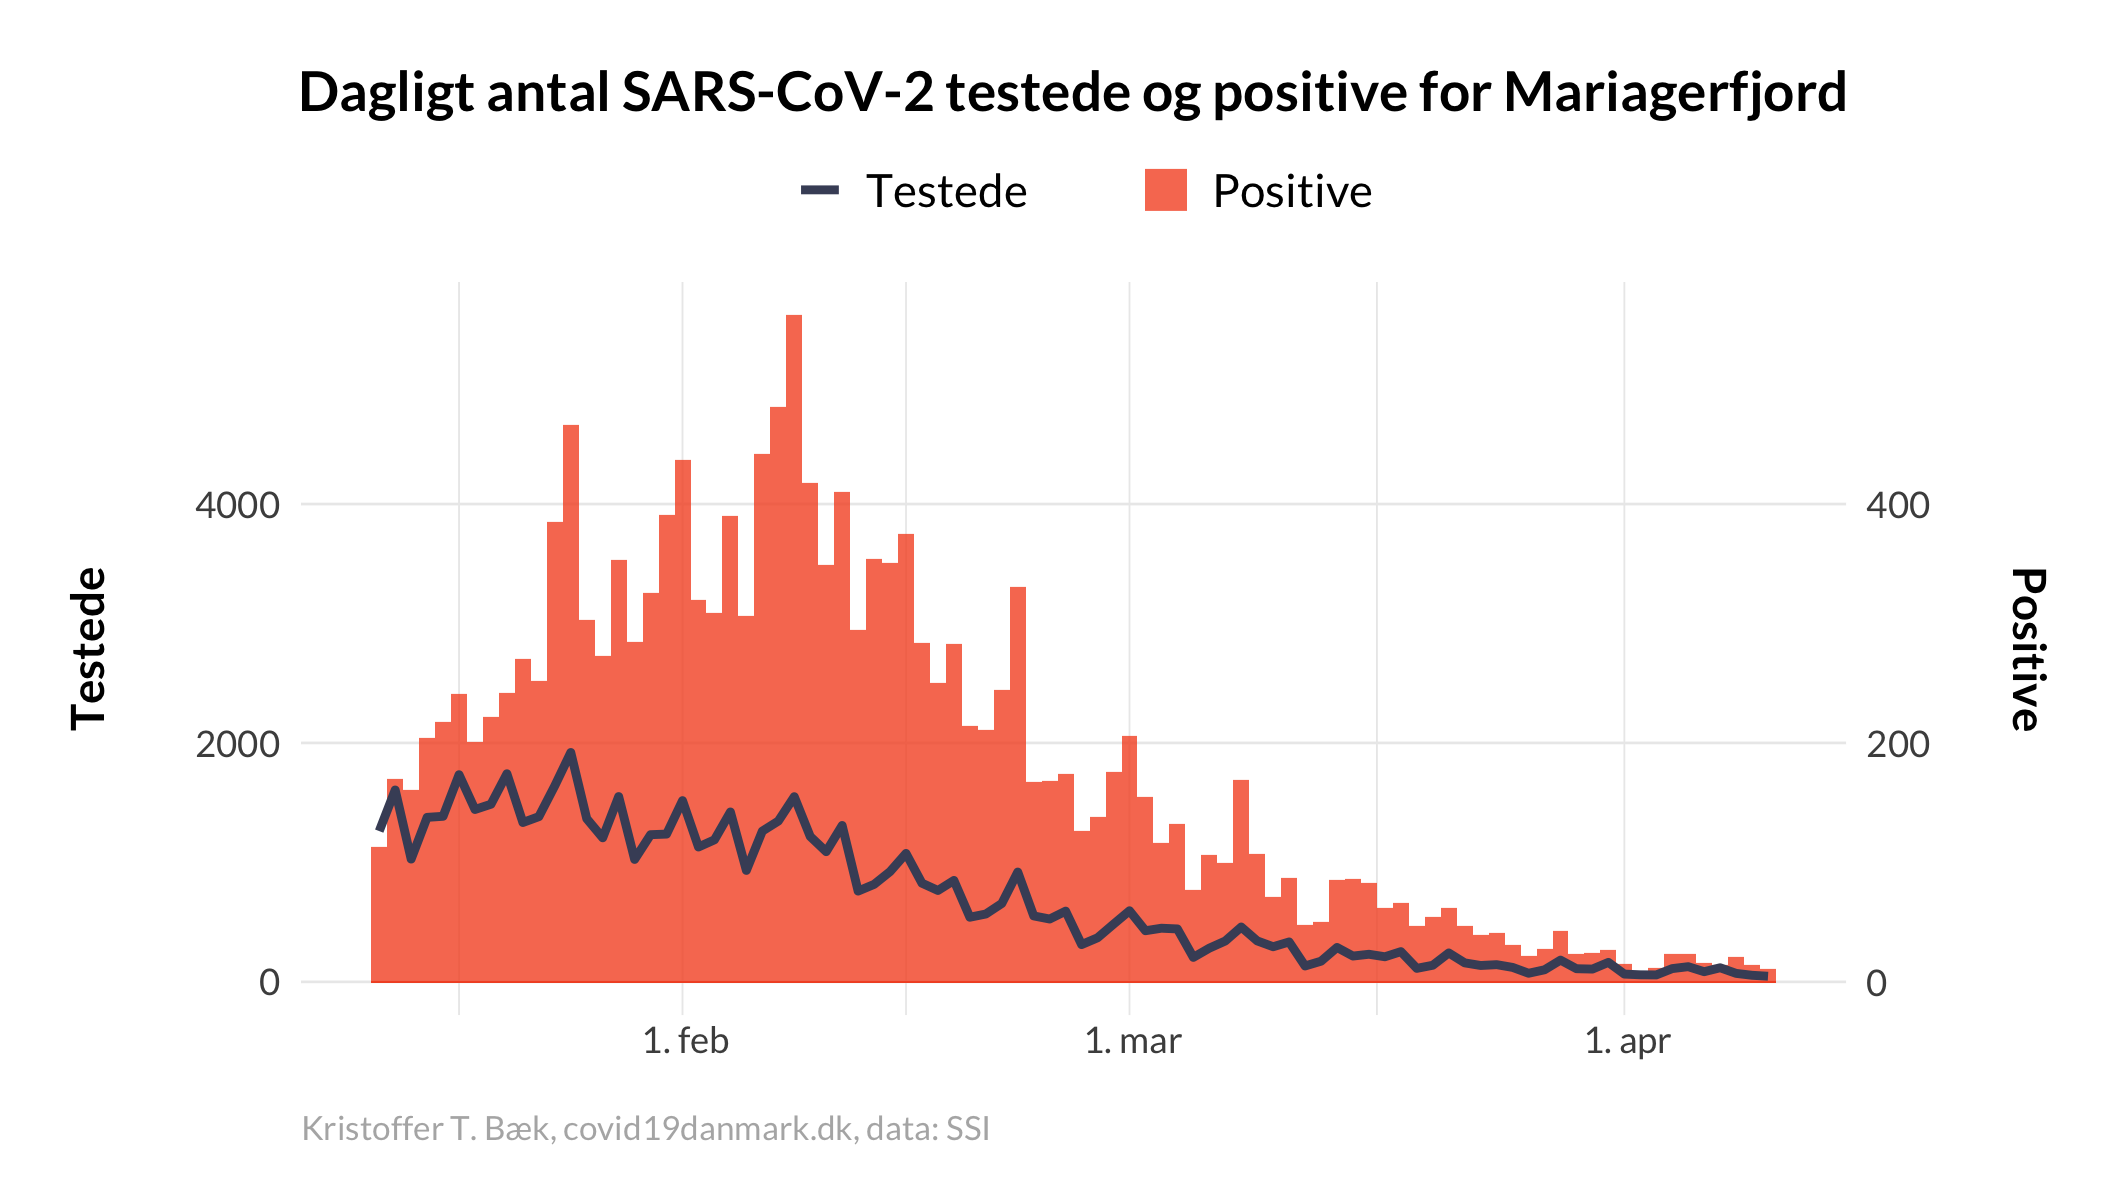 Dagligt antal SARS-CoV-2 testede og positive for Mariagerfjord
Testede
Positive
4000
2000
0
Testede
400
200
0
Positive
1. feb
1. mar
1. apr
Kristoffer T. Bæk, covid19danmark.dk, data: SSI